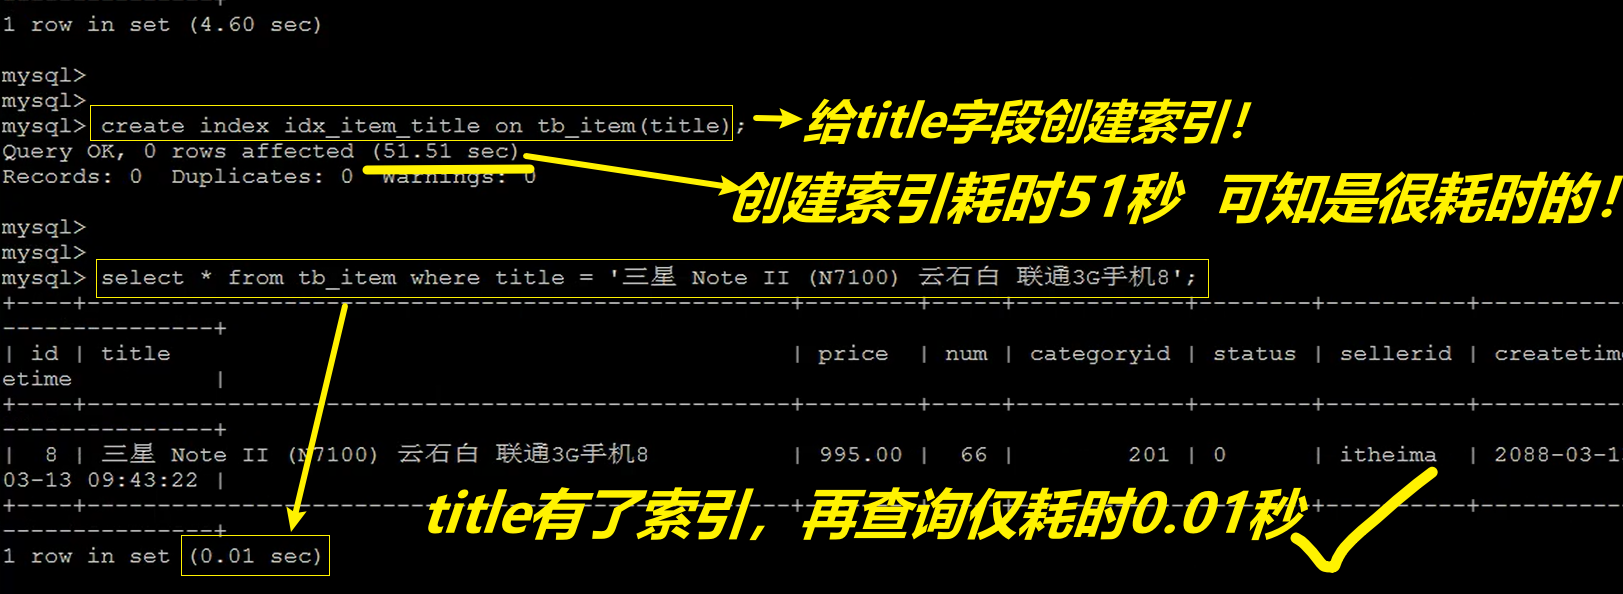 1 row in set (4.60 sec)
mysql>
mysql>
mysql> create index idx_item_title on tb_item(title); 给title字段创建索引!
Query OK, 0 rows affected (51.51 sec)
Records: 0  Duplicates: 0  Warnings: 0
创建索引耗时51秒 可知是很耗时的!
mysql>
mysql>
mysql> select * from tb_item where title = '三星 Note II (N7100) 云石白 联通3G手机8';
+----+--------------------------------------------------+--------+-----+------------+--------+----------+----------
---------------+
| id | title | price | num | categoryid | status | sellerid | createtime
etime |
+----+--------------------------------------------------+--------+-----+------------+--------+----------+----------
---------------+
| 8 | 三星 Note II (N7100) 云石白 联通3G手机8 | 995.00 | 66 | 201 | 0 | itheima | 2088-03-1
03-13 09:43:22 |
+----+--------------------------------------------------+--------+-----+------------+--------+----------+----------
title有了索引，再查询仅耗时0.01秒
---------------+
1 row in set (0.01 sec)